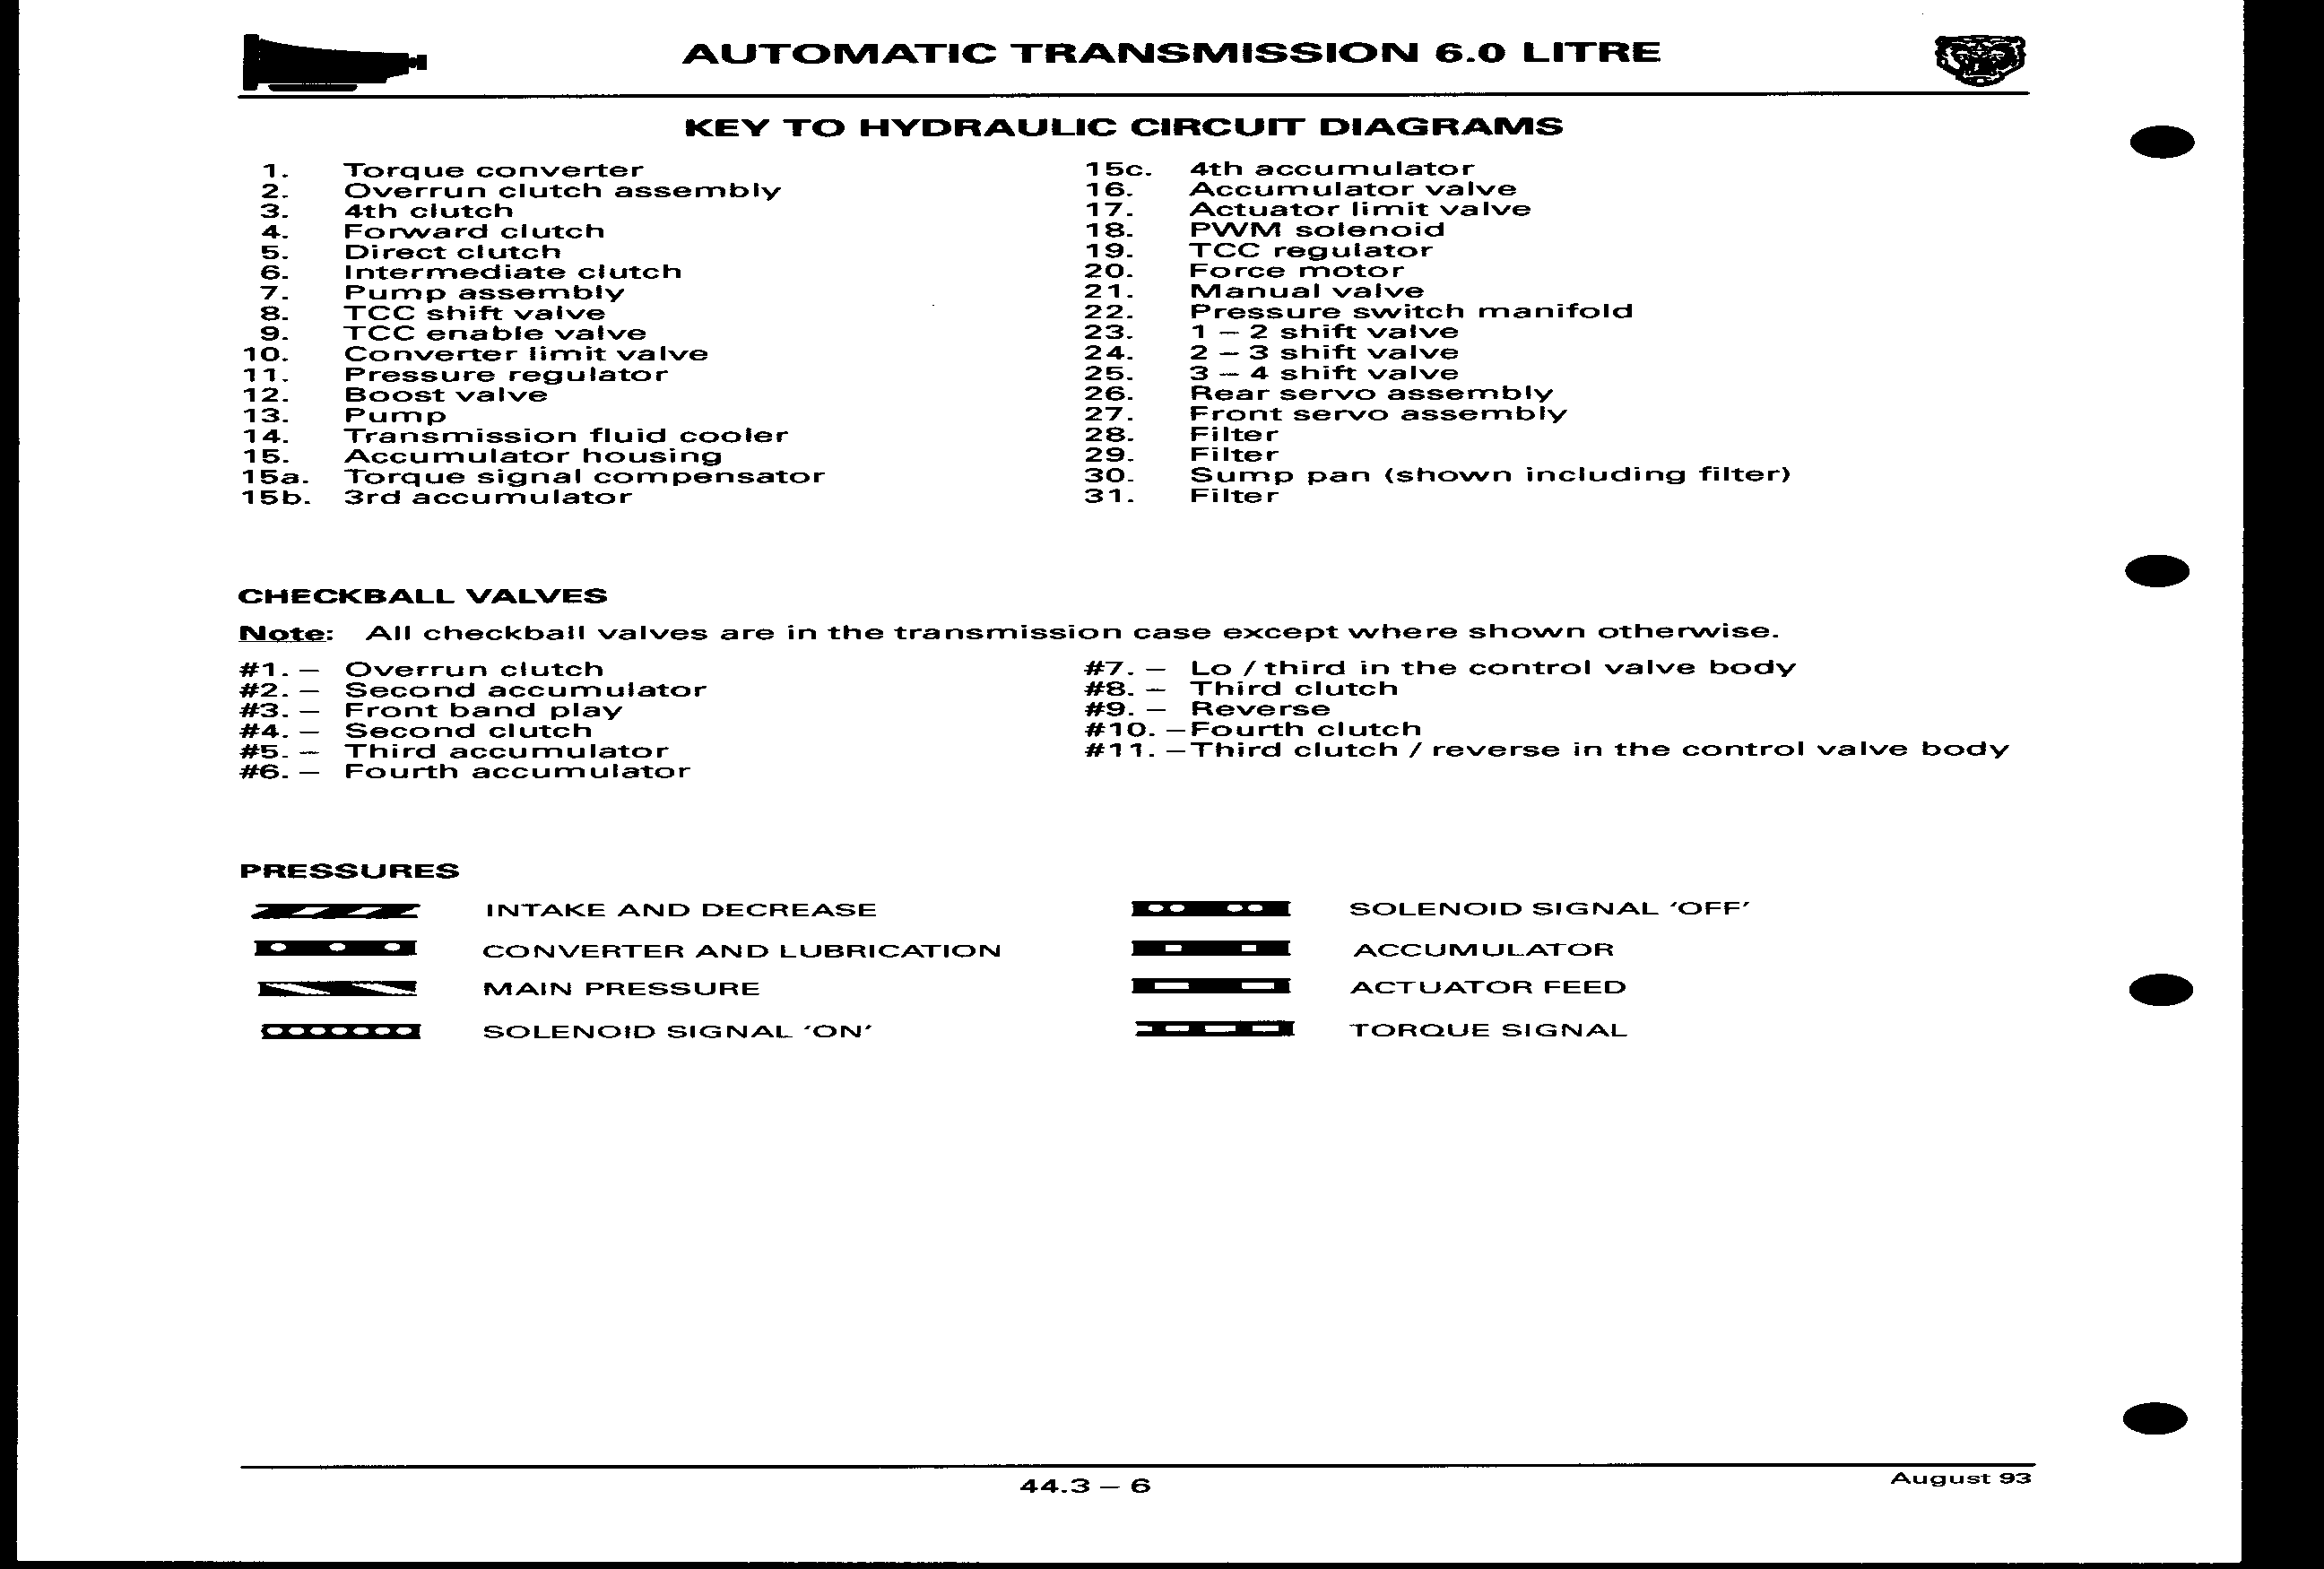 AUTOMATIC TRANSMISSION 6.0 LITRE
KEY TO HYDRAULIC CIRCUIT DIAGRAMS
1. Torque converter
2. Overrun clutch assembly
3. 4th clutch
4. Forward clutch
5. Direct clutch
6. Intermediate clutch
7. Pump assembly
8. TCC shift valve
9. TCC enable valve
10. Converter limit valve
11. Pressure regulator
12. Boost valve
13. Pump
14. Transmission fluid cooler
15. Accumulator housing
15a. Torque signal compensator
15b. 3rd accumulator
15c. 4th accumulator
16. Accumulator valve
17. Actuator limit valve
18. PWM solenoid
19. TCC regulator
20. Force motor
21. Manual valve
22. Pressure switch manifold
23. 1 – 2 shift valve
24. 2 – 3 shift valve
25. 3 – 4 shift valve
26. Rear servo assembly
27. Front servo assembly
28. Filter
29. Filter
30. Sump pan (shown including filter)
31. Filter
CHECKBALL VALVES
Note: All checkball valves are in the transmission case except where shown otherwise.
#1. – Overrun clutch
#2. – Second accumulator
#3. – Front band play
#4. – Second clutch
#5. – Third accumulator
#6. – Fourth accumulator
#7. – Lo / third in the control valve body
#8. – Third clutch
#9. – Reverse
#10. – Fourth clutch
#11. – Third clutch / reverse in the control valve body
PRESSURES
INTAKE AND DECREASE
CONVERTER AND LUBRICATION
MAIN PRESSURE
SOLENOID SIGNAL 'ON'
SOLENOID SIGNAL 'OFF'
ACCUMULATOR
ACTUATOR FEED
TORQUE SIGNAL
44.3 – 6
August 93